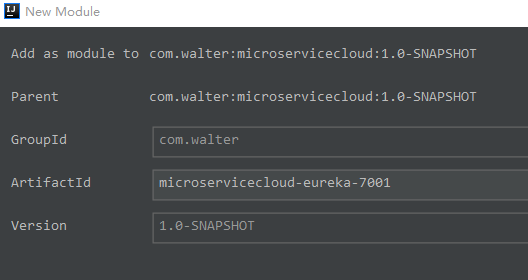 IJ New Module
Add as module to com.walter:microservicecloud:1.0-SNAPSHOT
Parent com.walter:microservicecloud:1.0-SNAPSHOT
GroupId com.walter
ArtifactId microservicecloud-eureka-7001
Version 1.0-SNAPSHOT